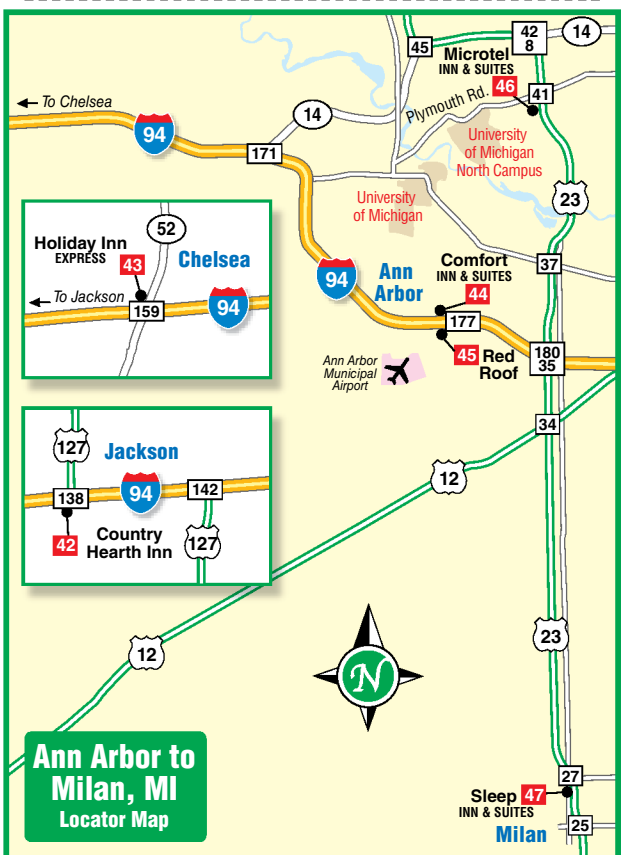 42
8
14
45
Microtel
INN & SUITES
46
41
Plymouth Rd.
To Chelsea
94
14
171
University
of Michigan
North Campus
University
of Michigan
23
37
52
Holiday Inn
EXPRESS
43
Chelsea
To Jackson
94
159
94
Ann
Arbor
Comfort
INN & SUITES
44
177
45 Red
Roof
180
35
Ann Arbor
Municipal
Airport
34
127
Jackson
138
94
142
42
Country
Hearth Inn
127
12
12
23
N
Ann Arbor to
Milan, MI
Locator Map
27
Sleep 47
INN & SUITES
Milan
25